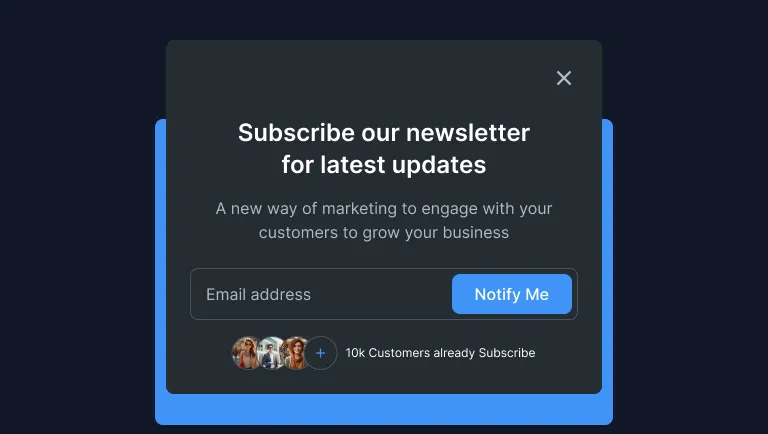 Subscribe our newsletter
for latest updates
A new way of marketing to engage with your
customers to grow your business
Email address
Notify Me
+
10k Customers already Subscribe